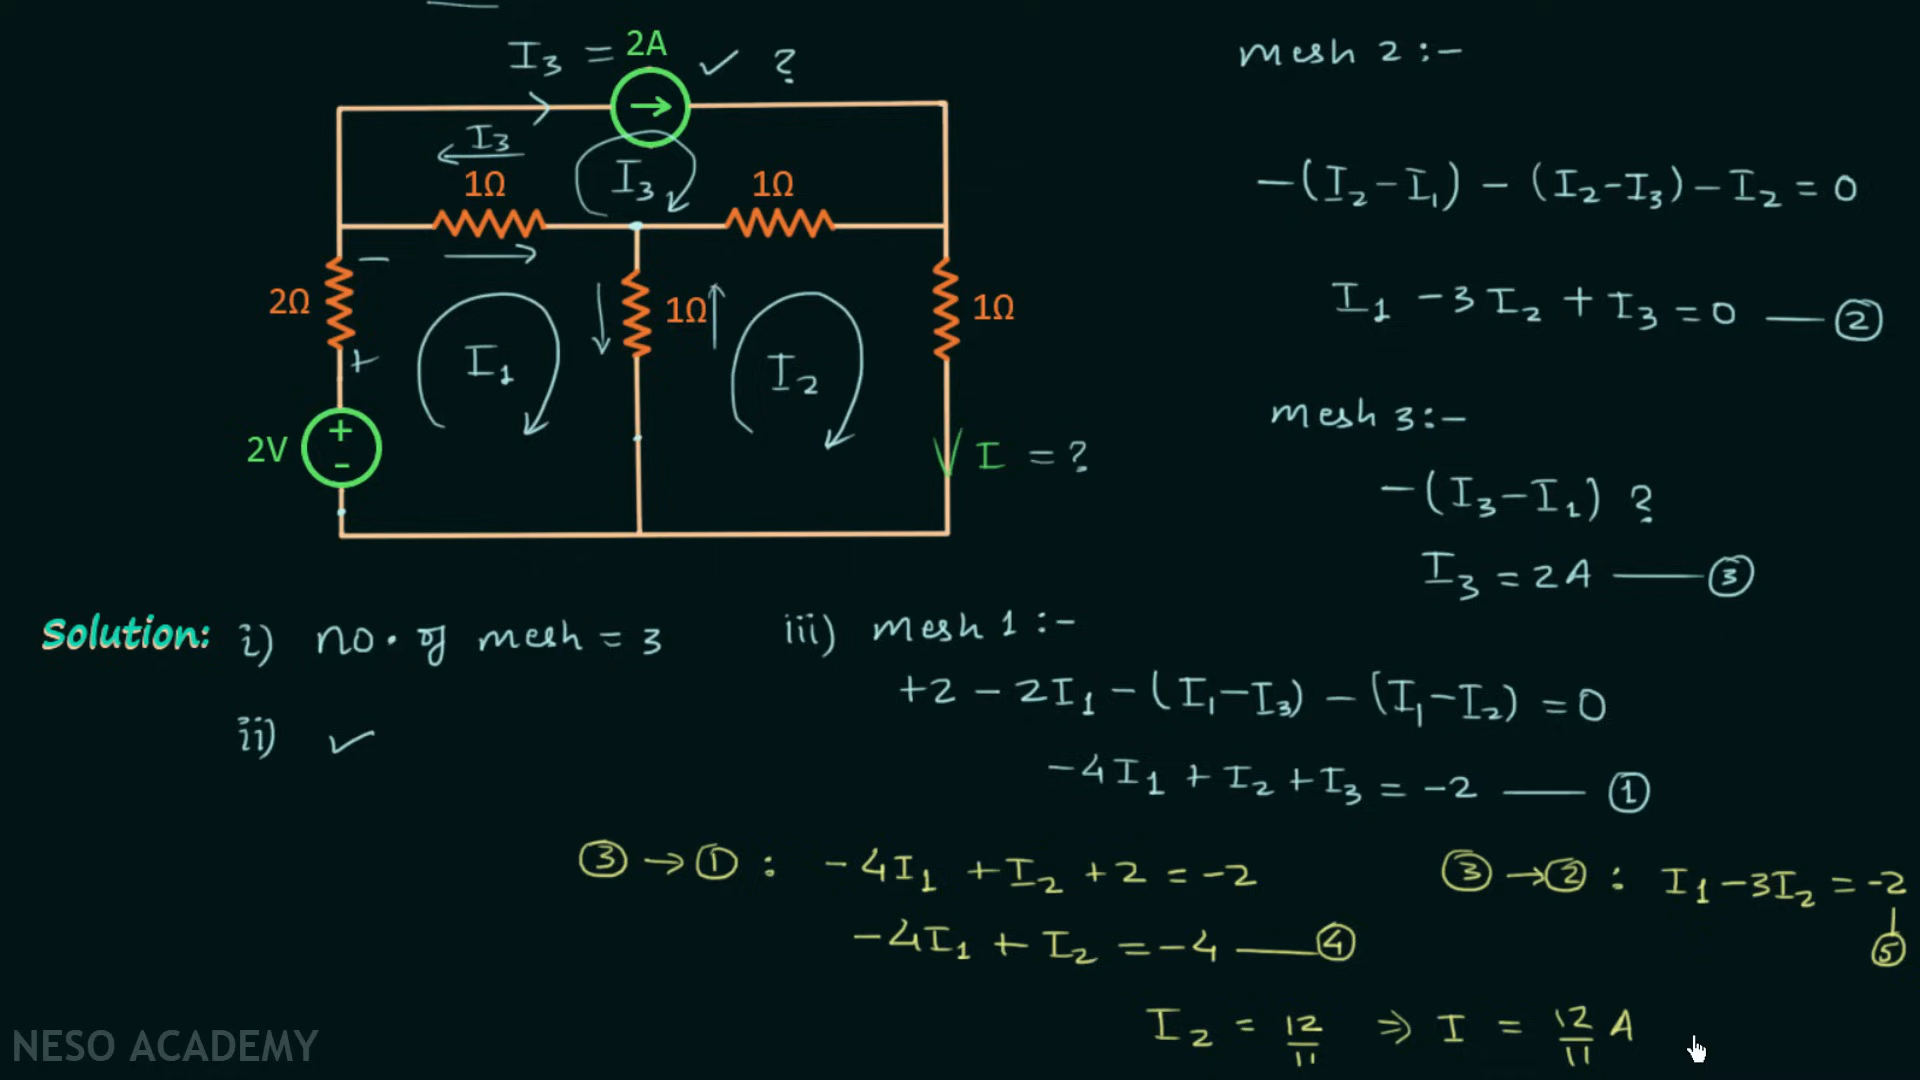 I3 = 2A ✓ ?
I3
1Ω
I3
1Ω
2Ω
-
+
I1
1Ω
I2
1Ω
2V
+
-
I = ?
Solution: i) no. of mesh = 3
ii) ✓
iii) mesh 1 :-
+2 - 2I1 - (I1-I3) - (I1-I2) = 0
-4I1 + I2 + I3 = -2 —— ①
mesh 2 :-
-(I2-I1) - (I2-I3) - I2 = 0
I1 - 3I2 + I3 = 0 —— ②
mesh 3 :-
-(I3-I1) ?
I3 = 2A —— ③
③ → ① : -4I1 + I2 + 2 = -2
-4I1 + I2 = -4 —— ④
③ → ② : I1 - 3I2 = -2
⑤
I2 = 12/11 ⇒ I = 12/11 A
NESO ACADEMY